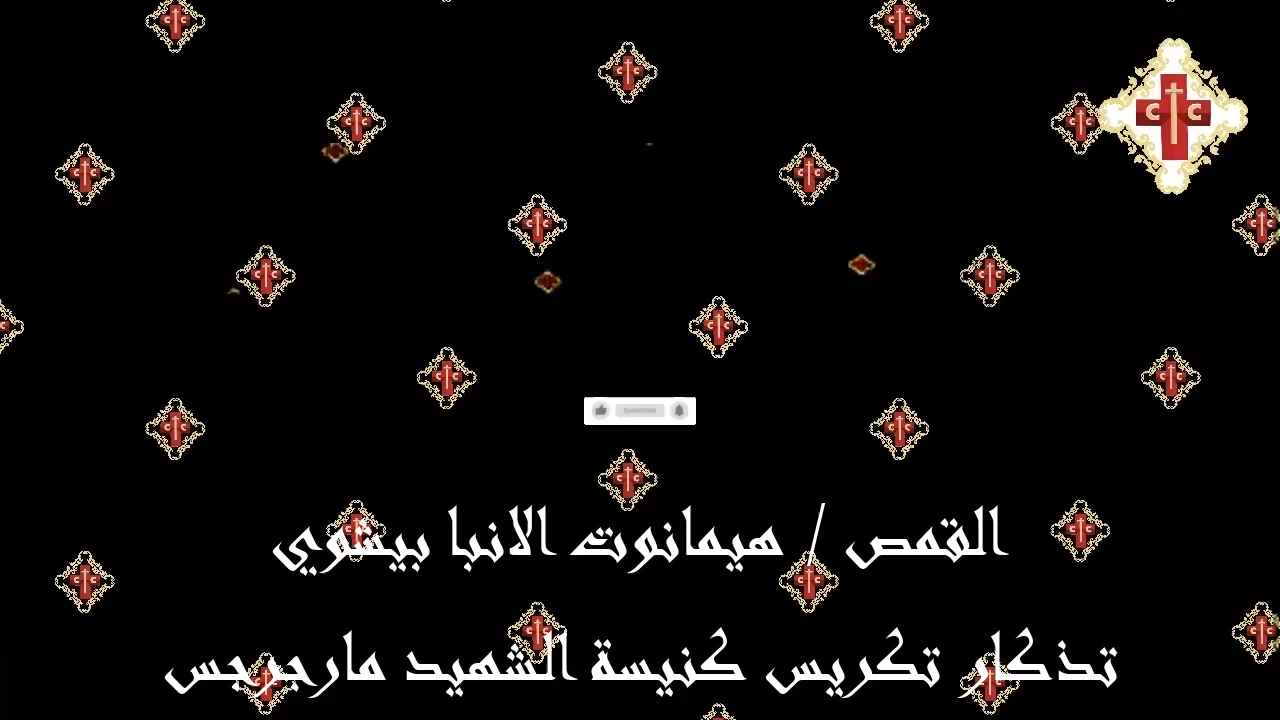 القمص / هيمانوت الانبا بيشوي
تذكار تكريس كنيسة الشهيد مارجرجس